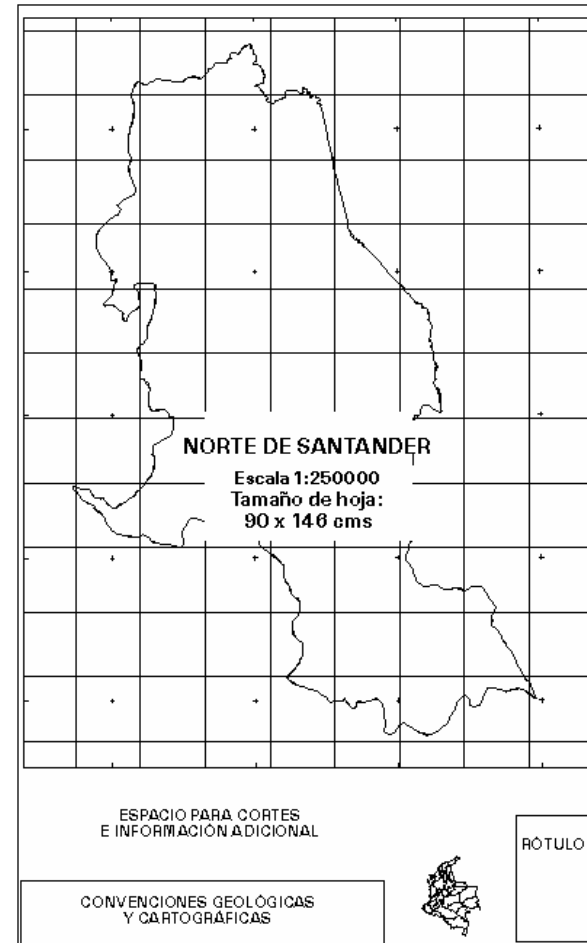 NORTE DE SANTANDER
Escala 1:250000
Tamaño de hoja:
90 x 146 cms
ESPACIO PARA CORTES
E INFORMACIÓN ADICIONAL
RÓTULO
CONVENCIONES GEOLÓGICAS
Y CARTOGRÁFICAS